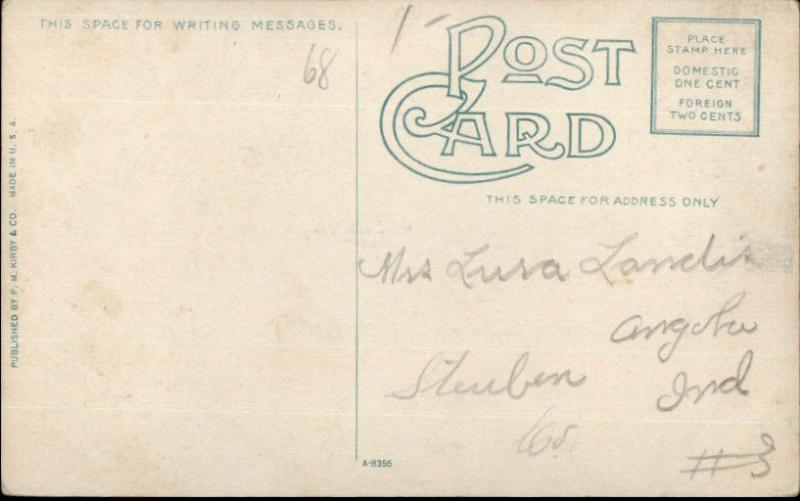 THIS SPACE FOR WRITING MESSAGES.
68
1-
POST
CARD
PLACE
STAMP HERE
DOMESTIC
ONE CENT
FOREIGN
TWO CENTS
THIS SPACE FOR ADDRESS ONLY
Mrs Lura Landis
Angola
Steuben Ind
Co.
#3
A-8356
PUBLISHED BY F. M. KIRBY & CO. MADE IN U. S. A.